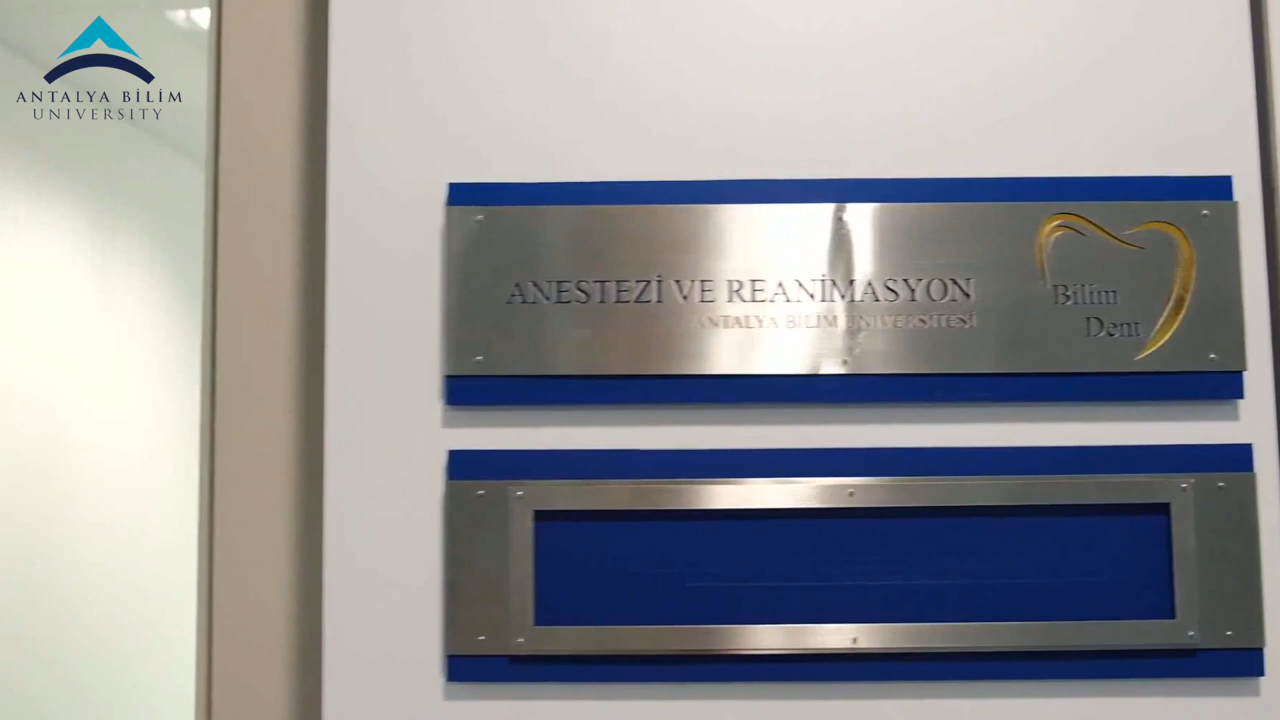 ANTALYA BİLİM
UNIVERSITY
ANESTEZİ VE REANİMASYON
ANTALYA BİLİM ÜNİVERSİTESİ
Bilim
Dent